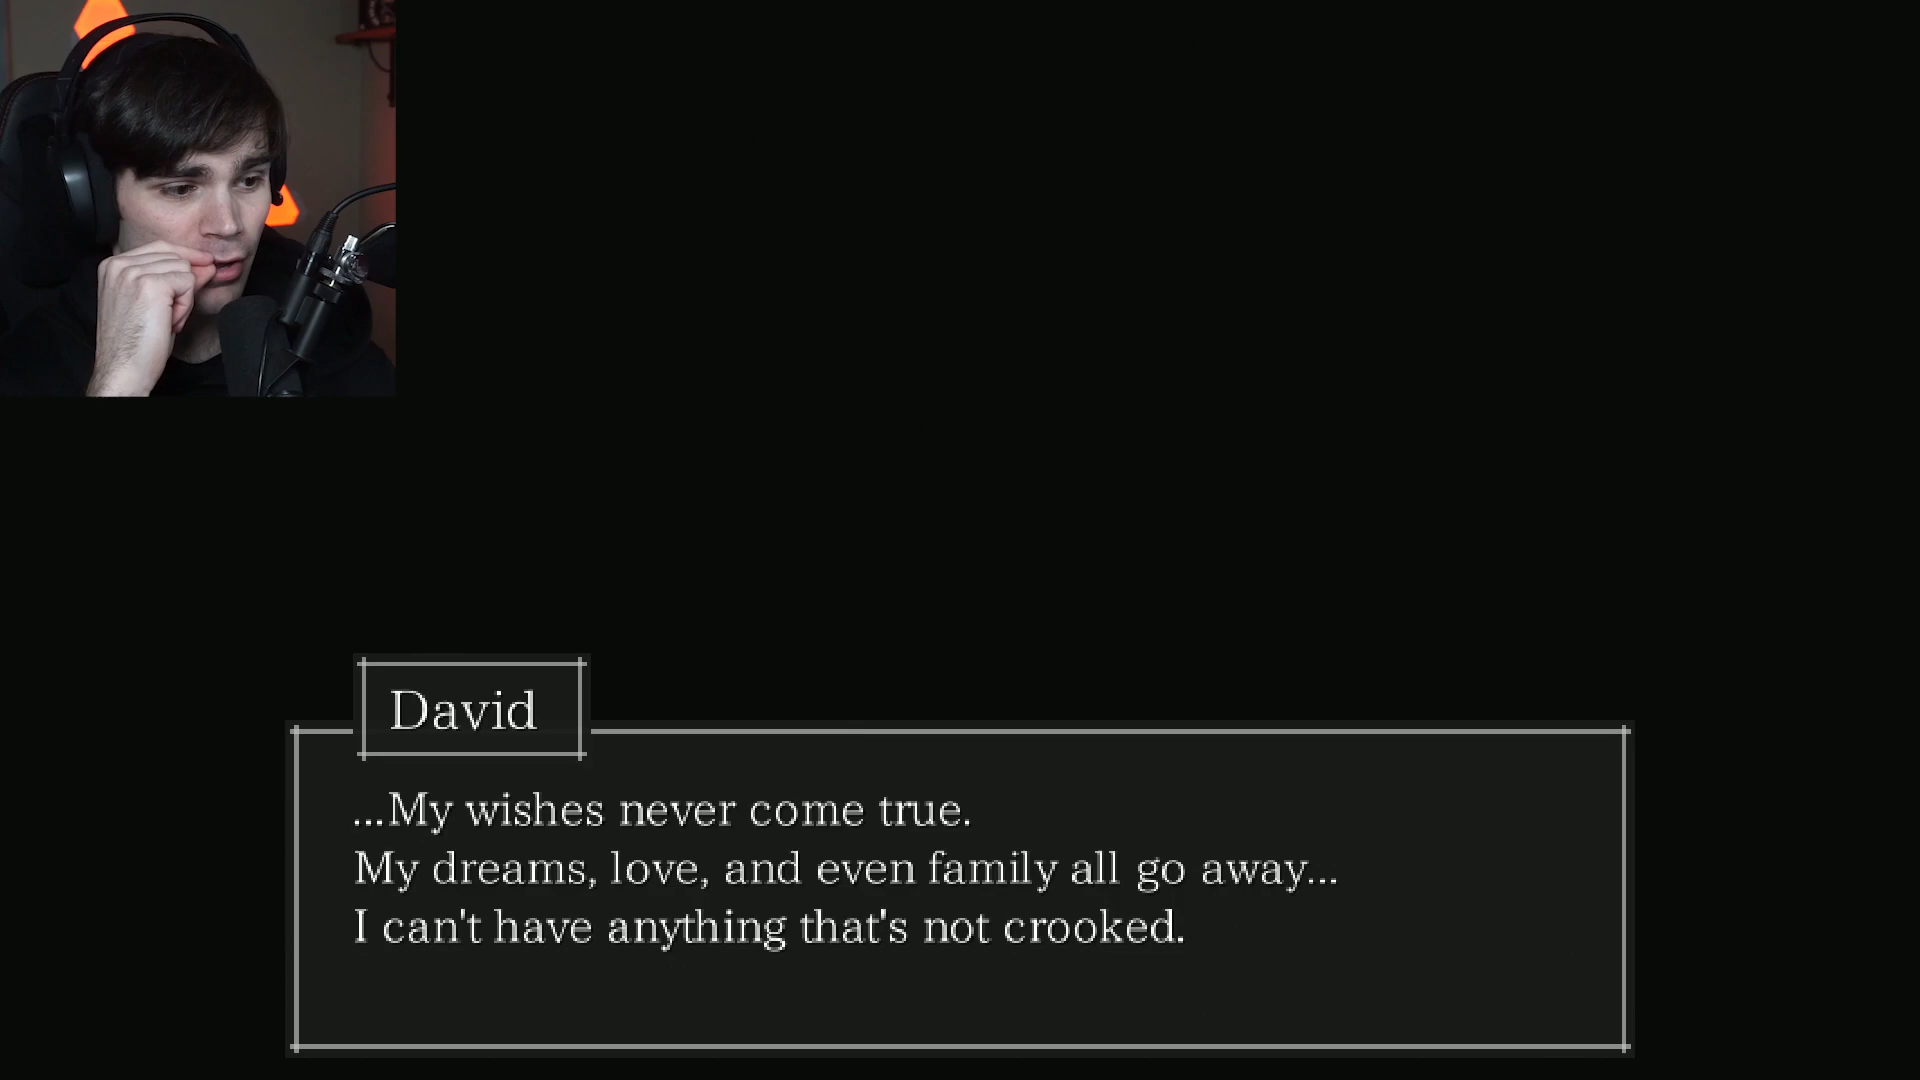 David
...My wishes never come true.
My dreams, love, and even family all go away...
I can't have anything that's not crooked.